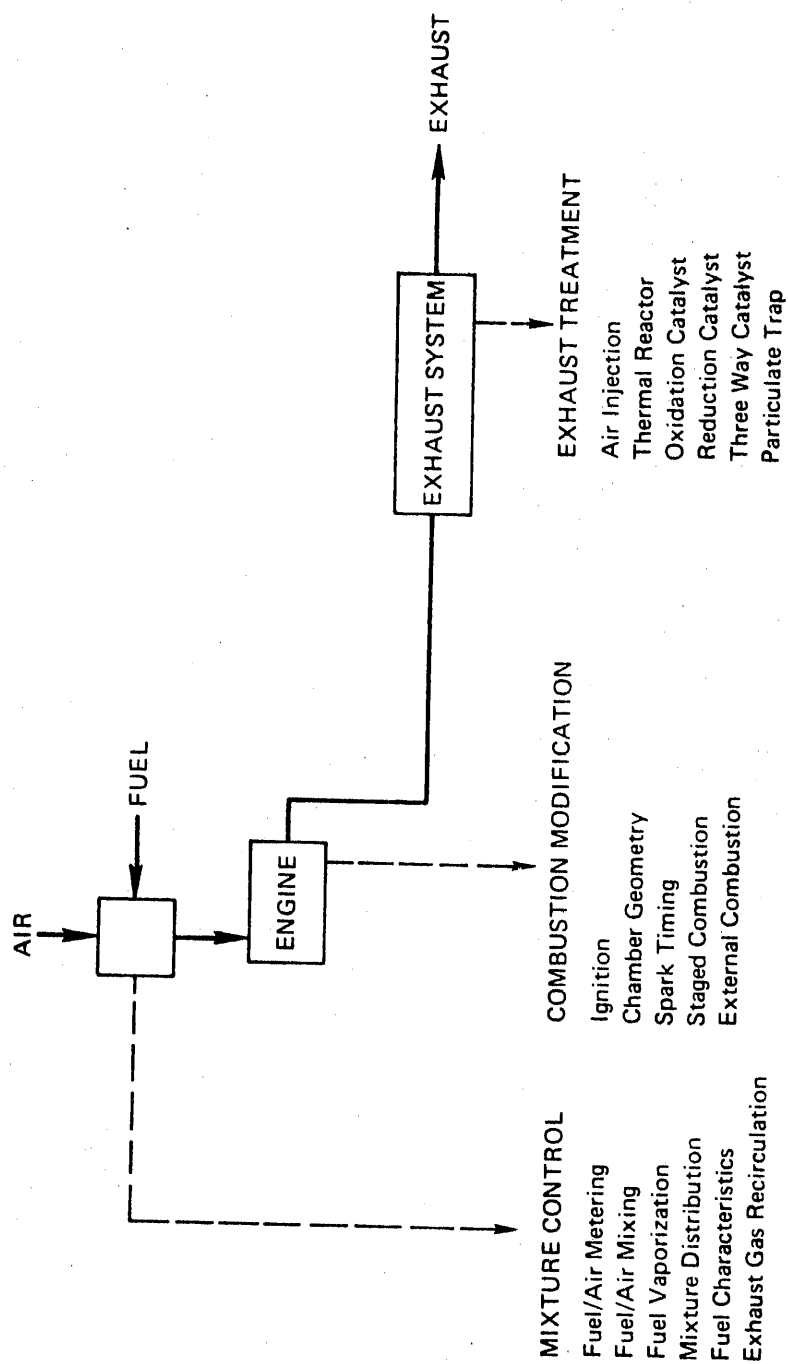 AIR
FUEL
ENGINE
EXHAUST SYSTEM
EXHAUST
MIXTURE CONTROL
Fuel/Air Metering
Fuel/Air Mixing
Fuel Vaporization
Mixture Distribution
Fuel Characteristics
Exhaust Gas Recirculation
COMBUSTION MODIFICATION
Ignition
Chamber Geometry
Spark Timing
Staged Combustion
External Combustion
EXHAUST TREATMENT
Air Injection
Thermal Reactor
Oxidation Catalyst
Reduction Catalyst
Three Way Catalyst
Particulate Trap